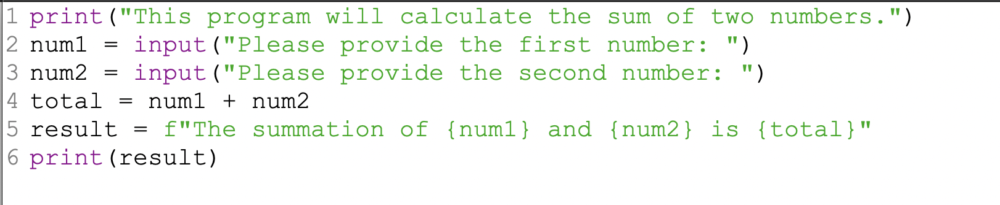 1 print("This program will calculate the sum of two numbers.")
2 num1 = input("Please provide the first number: ")
3 num2 = input("Please provide the second number: ")
4 total = num1 + num2
5 result = f"The summation of {num1} and {num2} is {total}"
6 print(result)